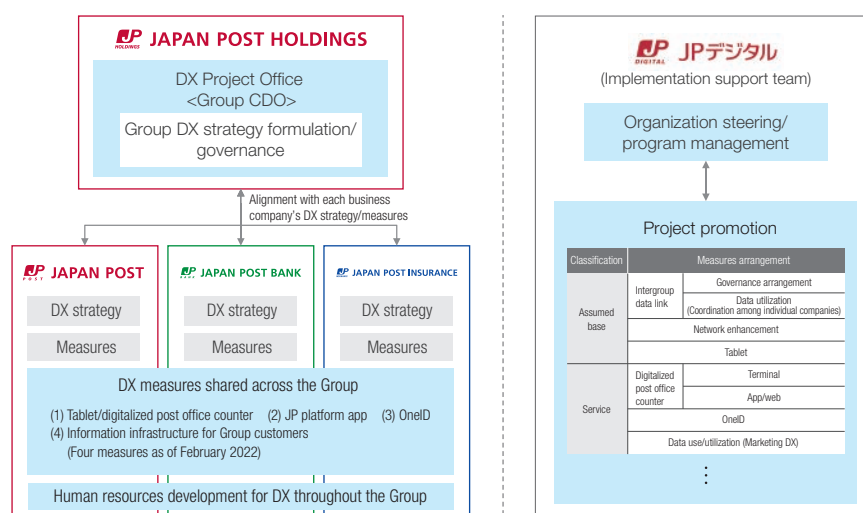 JP HOLDINGS JAPAN POST HOLDINGS
DX Project Office
<Group CDO>
Group DX strategy formulation/
governance
Alignment with each business
company's DX strategy/measures
JP POST JAPAN POST
DX strategy
Measures
JP JAPAN POST BANK
DX strategy
Measures
JP JAPAN POST INSURANCE
DX strategy
Measures
DX measures shared across the Group
(1) Tablet/digitalized post office counter (2) JP platform app (3) OneID
(4) Information infrastructure for Group customers
(Four measures as of February 2022)
Human resources development for DX throughout the Group
JP DIGITAL JPデジタル
(Implementation support team)
Organization steering/
program management
Project promotion
Classification Measures arrangement
Assumed
base
Intergroup
data link
Governance arrangement
Data utilization
(Coordination among individual companies)
Network enhancement
Tablet
Service
Digitalized
post office
counter
Terminal
App/web
OneID
Data use/utilization (Marketing DX)
⋮